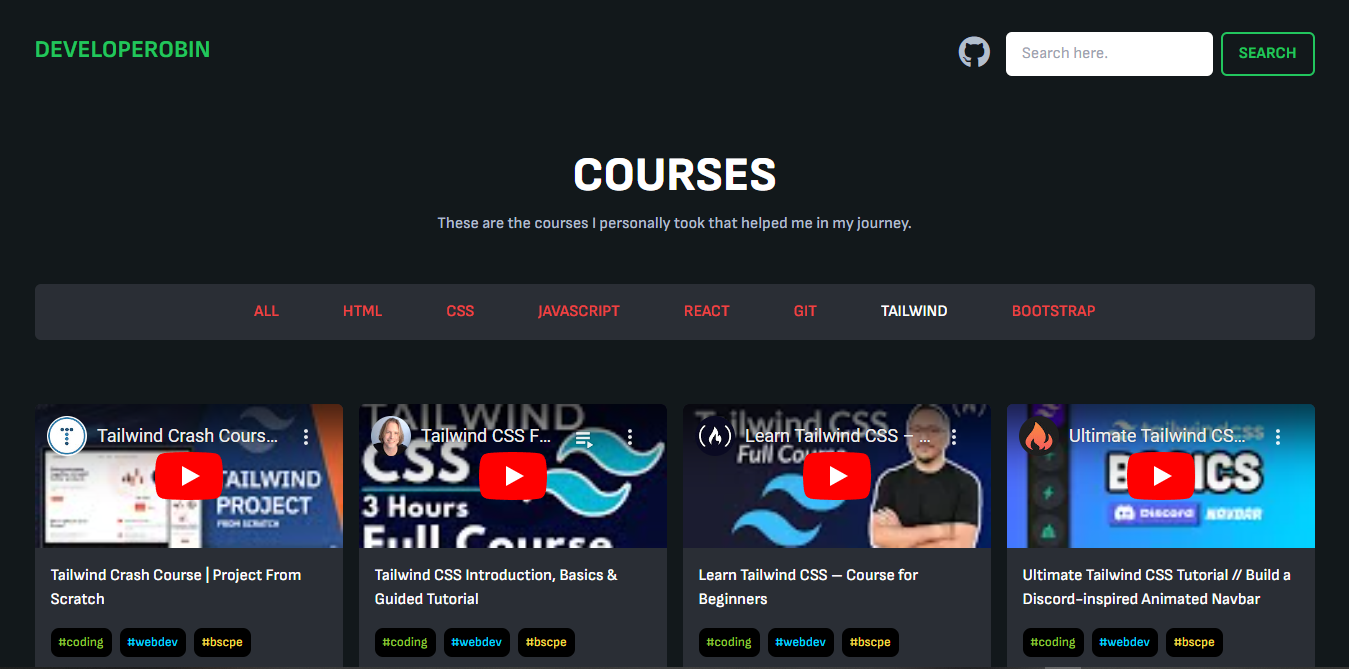 DEVELOPEROBIN
Search here.
SEARCH
COURSES
These are the courses I personally took that helped me in my journey.
ALL HTML CSS JAVASCRIPT REACT GIT TAILWIND BOOTSTRAP
Tailwind Crash Cours...
TAILWIND
PROJECT
FROM SCRATCH
Tailwind Crash Course | Project From
Scratch
#coding #webdev #bscpe
TAILWIND
Tailwind CSS F...
CSS
3 Hours
Full Course
Tailwind CSS Introduction, Basics &
Guided Tutorial
#coding #webdev #bscpe
Tailwind CSS
Learn Tailwind CSS – ...
Full Course
Learn Tailwind CSS – Course for
Beginners
#coding #webdev #bscpe
Ultimate Tailwind CS...
BASICS
Discord NAVBAR
Ultimate Tailwind CSS Tutorial // Build a
Discord-inspired Animated Navbar
#coding #webdev #bscpe